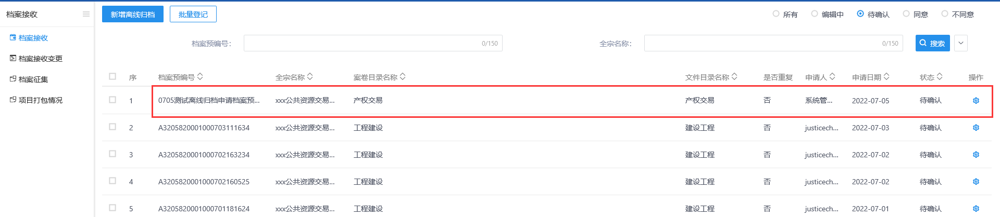 档案接收
新增离线归档 批量登记 所有 编辑中 待确认 同意 不同意
档案接收
档案接收变更
档案征集
项目打包情况
档案预编号： 0/150 全宗名称： 0/150 搜索
序 档案预编号 全宗名称 案卷目录名称 文件目录名称 是否重复 申请人 申请日期 状态 操作
1 0705测试离线归档申请档案预... xxx公共资源交易... 产权交易 产权交易 否 系统管... 2022-07-05 待确认
2 A3205820001000703111634 xxx公共资源交易... 工程建设 建设工程 否 justicech... 2022-07-03 待确认
3 A3205820001000702163234 xxx公共资源交易... 工程建设 建设工程 否 justicech... 2022-07-02 待确认
4 A3205820001000702160525 xxx公共资源交易... 工程建设 建设工程 否 justicech... 2022-07-02 待确认
5 A3205820001000701181624 xxx公共资源交易... 工程建设 建设工程 否 justicech... 2022-07-01 待确认